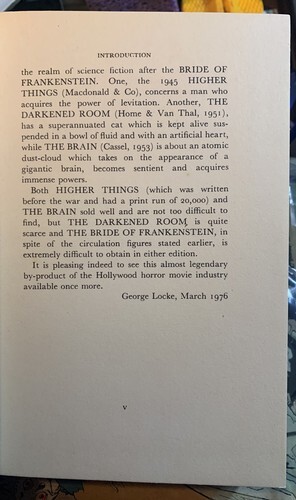 INTRODUCTION
the realm of science fiction after the BRIDE OF
FRANKENSTEIN. One, the 1945 HIGHER
THINGS (Macdonald & Co), concerns a man who
acquires the power of levitation. Another, THE
DARKENED ROOM (Home & Van Thal, 1951),
has a superannuated cat which is kept alive sus-
pended in a bowl of fluid and with an artificial heart,
while THE BRAIN (Cassel, 1953) is about an atomic
dust-cloud which takes on the appearance of a
gigantic brain, becomes sentient and acquires
immense powers.
Both HIGHER THINGS (which was written
before the war and had a print run of 20,000) and
THE BRAIN sold well and are not too difficult to
find, but THE DARKENED ROOM is quite
scarce and THE BRIDE OF FRANKENSTEIN, in
spite of the circulation figures stated earlier, is
extremely difficult to obtain in either edition.
It is pleasing indeed to see this almost legendary
by-product of the Hollywood horror movie industry
available once more.
George Locke, March 1976
v